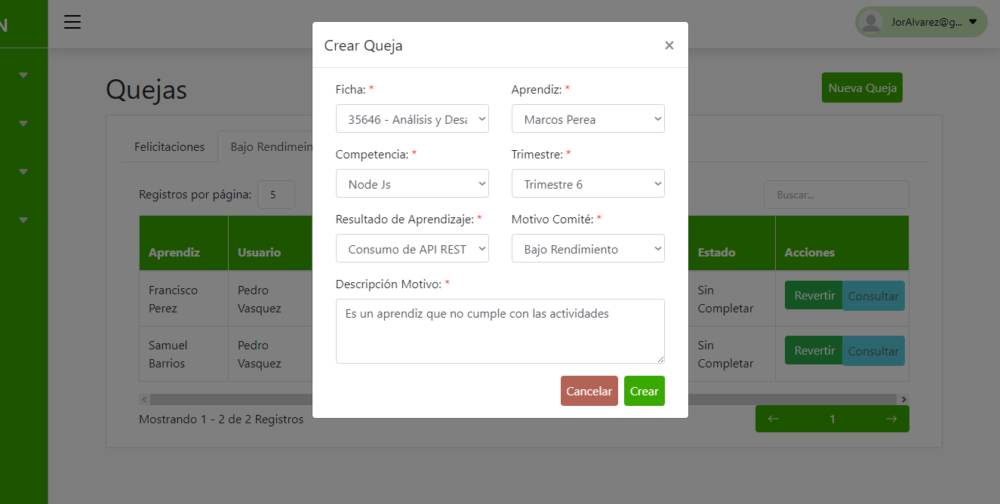 N
JorAlvarez@g...
Crear Queja
×
Quejas
Nueva Queja
Ficha: *
Aprendiz: *
35646 - Análisis y Desa
Marcos Perea
Felicitaciones
Bajo Rendimein
Competencia: *
Trimestre: *
Node Js
Trimestre 6
Registros por página:
5
Buscar...
Resultado de Aprendizaje: *
Motivo Comité: *
Consumo de API REST
Bajo Rendimiento
Aprendiz
Usuario
Estado
Acciones
Descripción Motivo: *
Es un aprendiz que no cumple con las actividades
Francisco
Perez
Pedro
Vasquez
Sin
Completar
Revertir
Consultar
Samuel
Barrios
Pedro
Vasquez
Sin
Completar
Revertir
Consultar
Cancelar
Crear
Mostrando 1 - 2 de 2 Registros
← 1 →